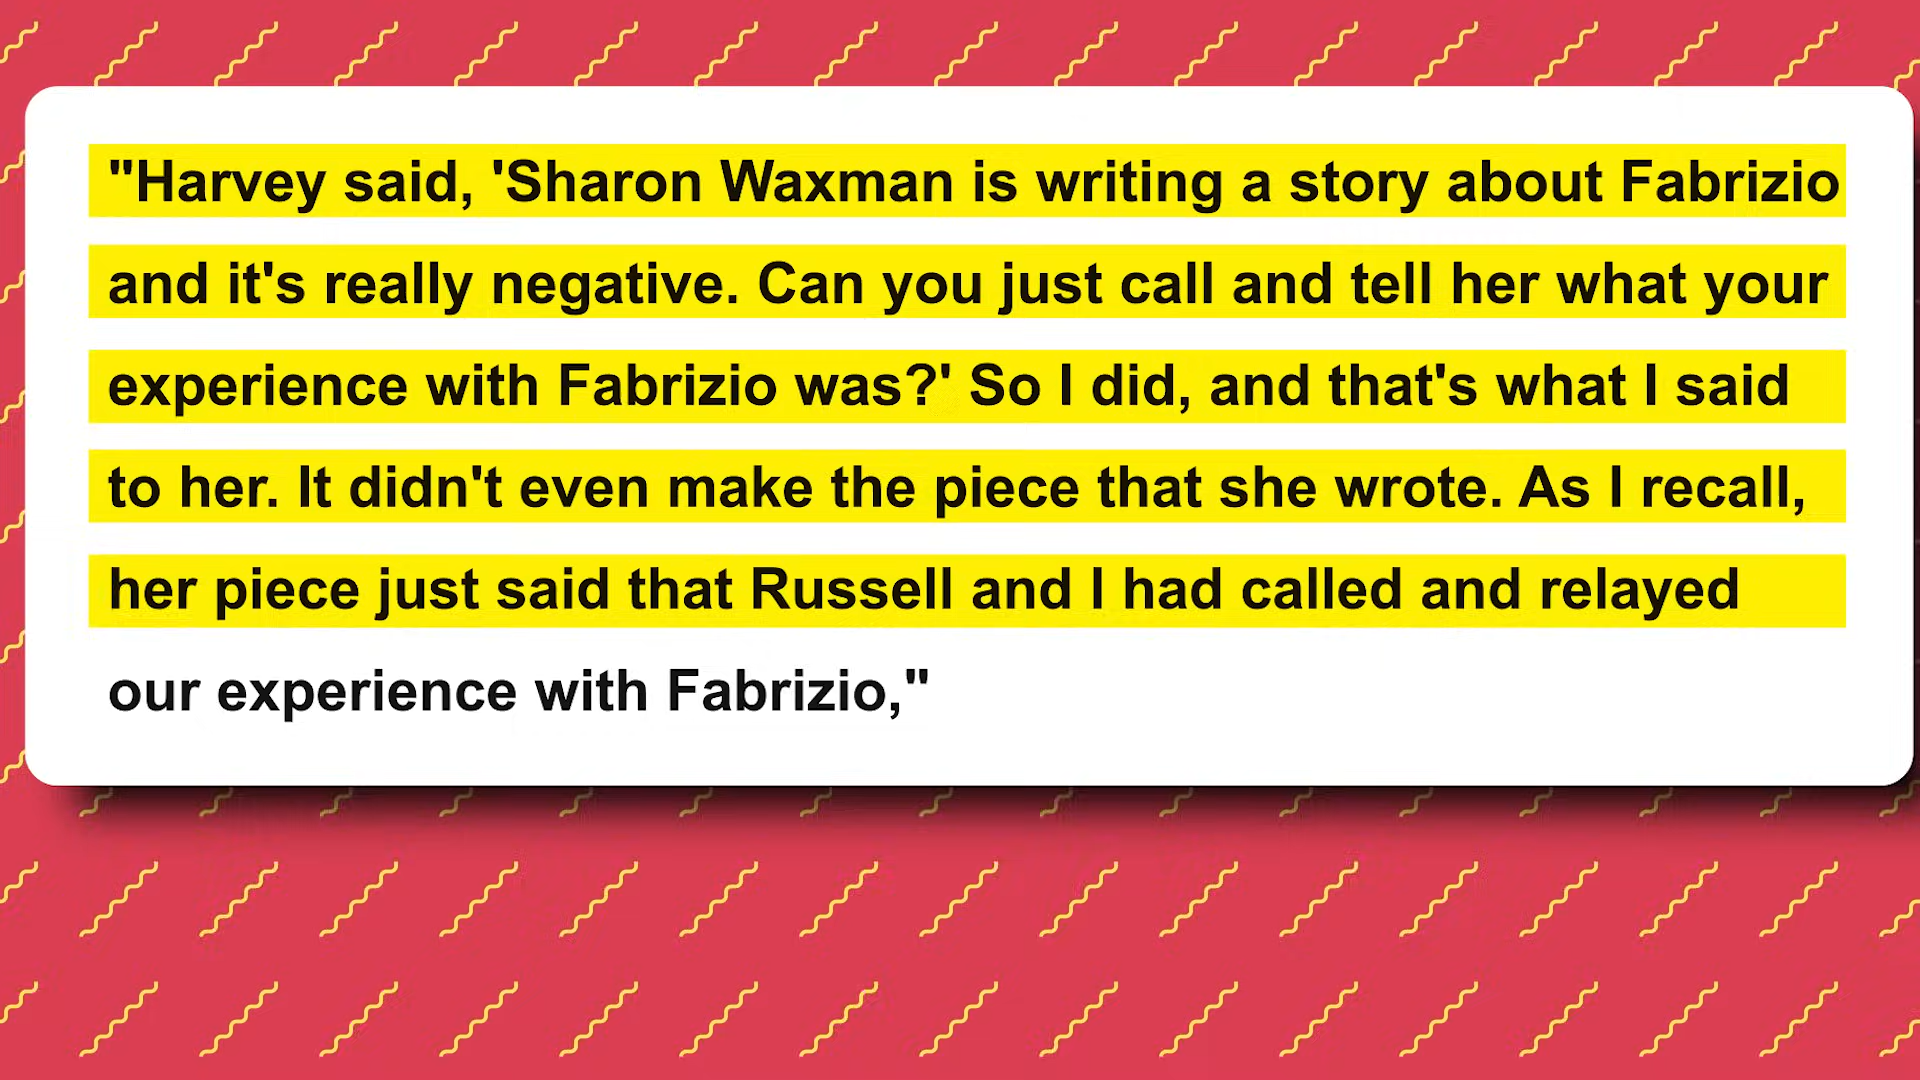 "Harvey said, 'Sharon Waxman is writing a story about Fabrizio
and it's really negative. Can you just call and tell her what your
experience with Fabrizio was?' So I did, and that's what I said
to her. It didn't even make the piece that she wrote. As I recall,
her piece just said that Russell and I had called and relayed
our experience with Fabrizio,"